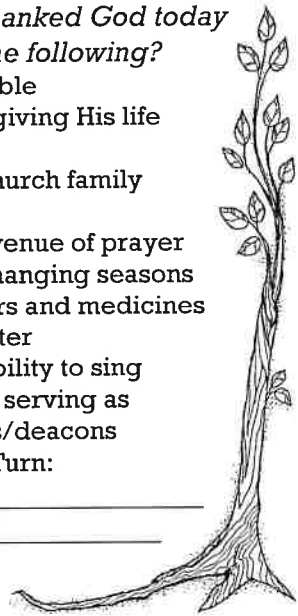 anked God today
e following?
ble
giving His life
urch family
venue of prayer
hanging seasons
rs and medicines
ter
bility to sing
serving as
s/deacons
Turn: